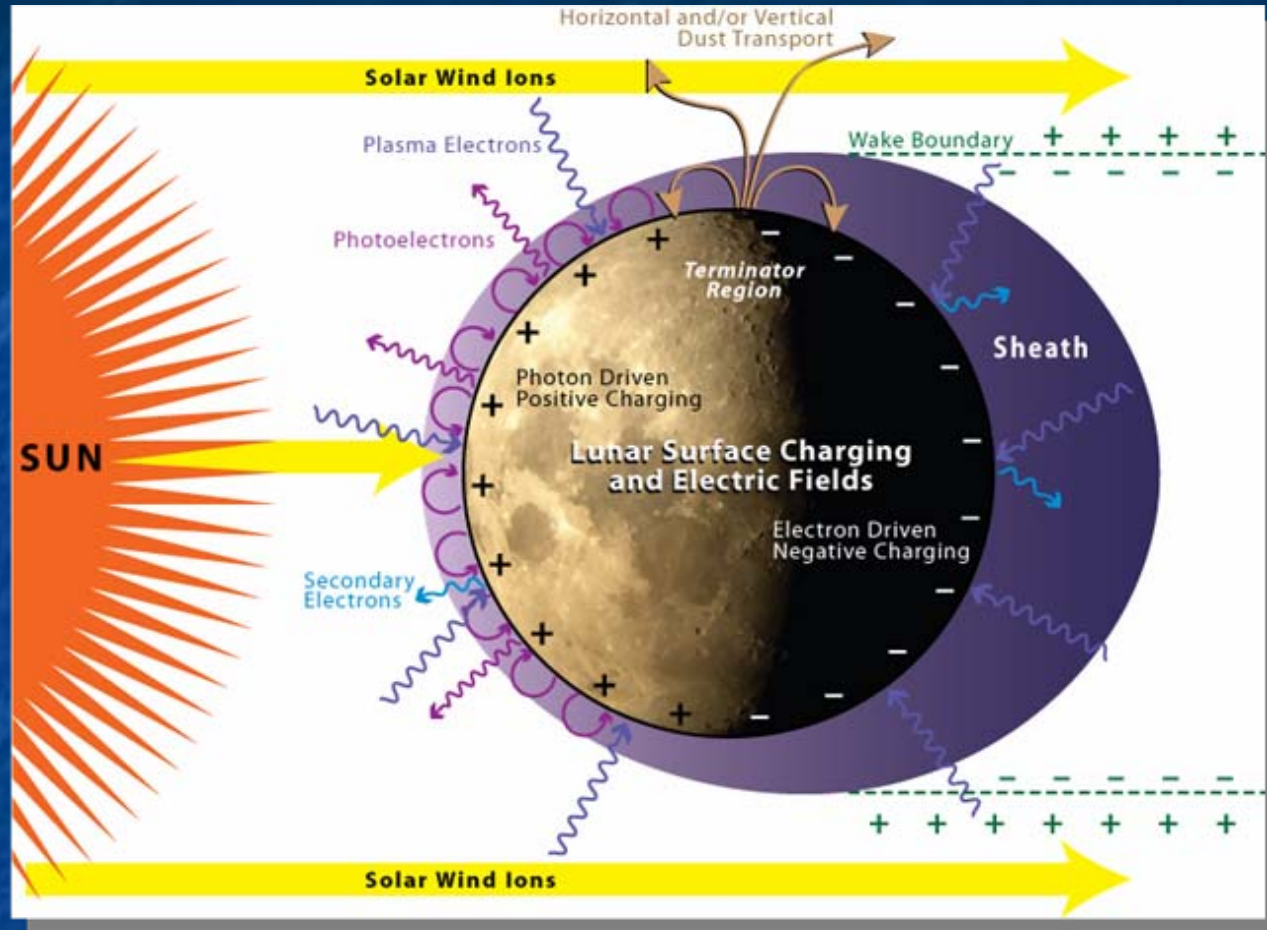 Horizontal and/or Vertical
Dust Transport
Solar Wind Ions
Plasma Electrons
Wake Boundary
+ + + +
- - - - -
Photoelectrons
Terminator
Region
Sheath
Photon Driven
Positive Charging
SUN
Lunar Surface Charging
and Electric Fields
Electron Driven
Negative Charging
Secondary
Electrons
- - - - -
+ + + + + + +
Solar Wind Ions